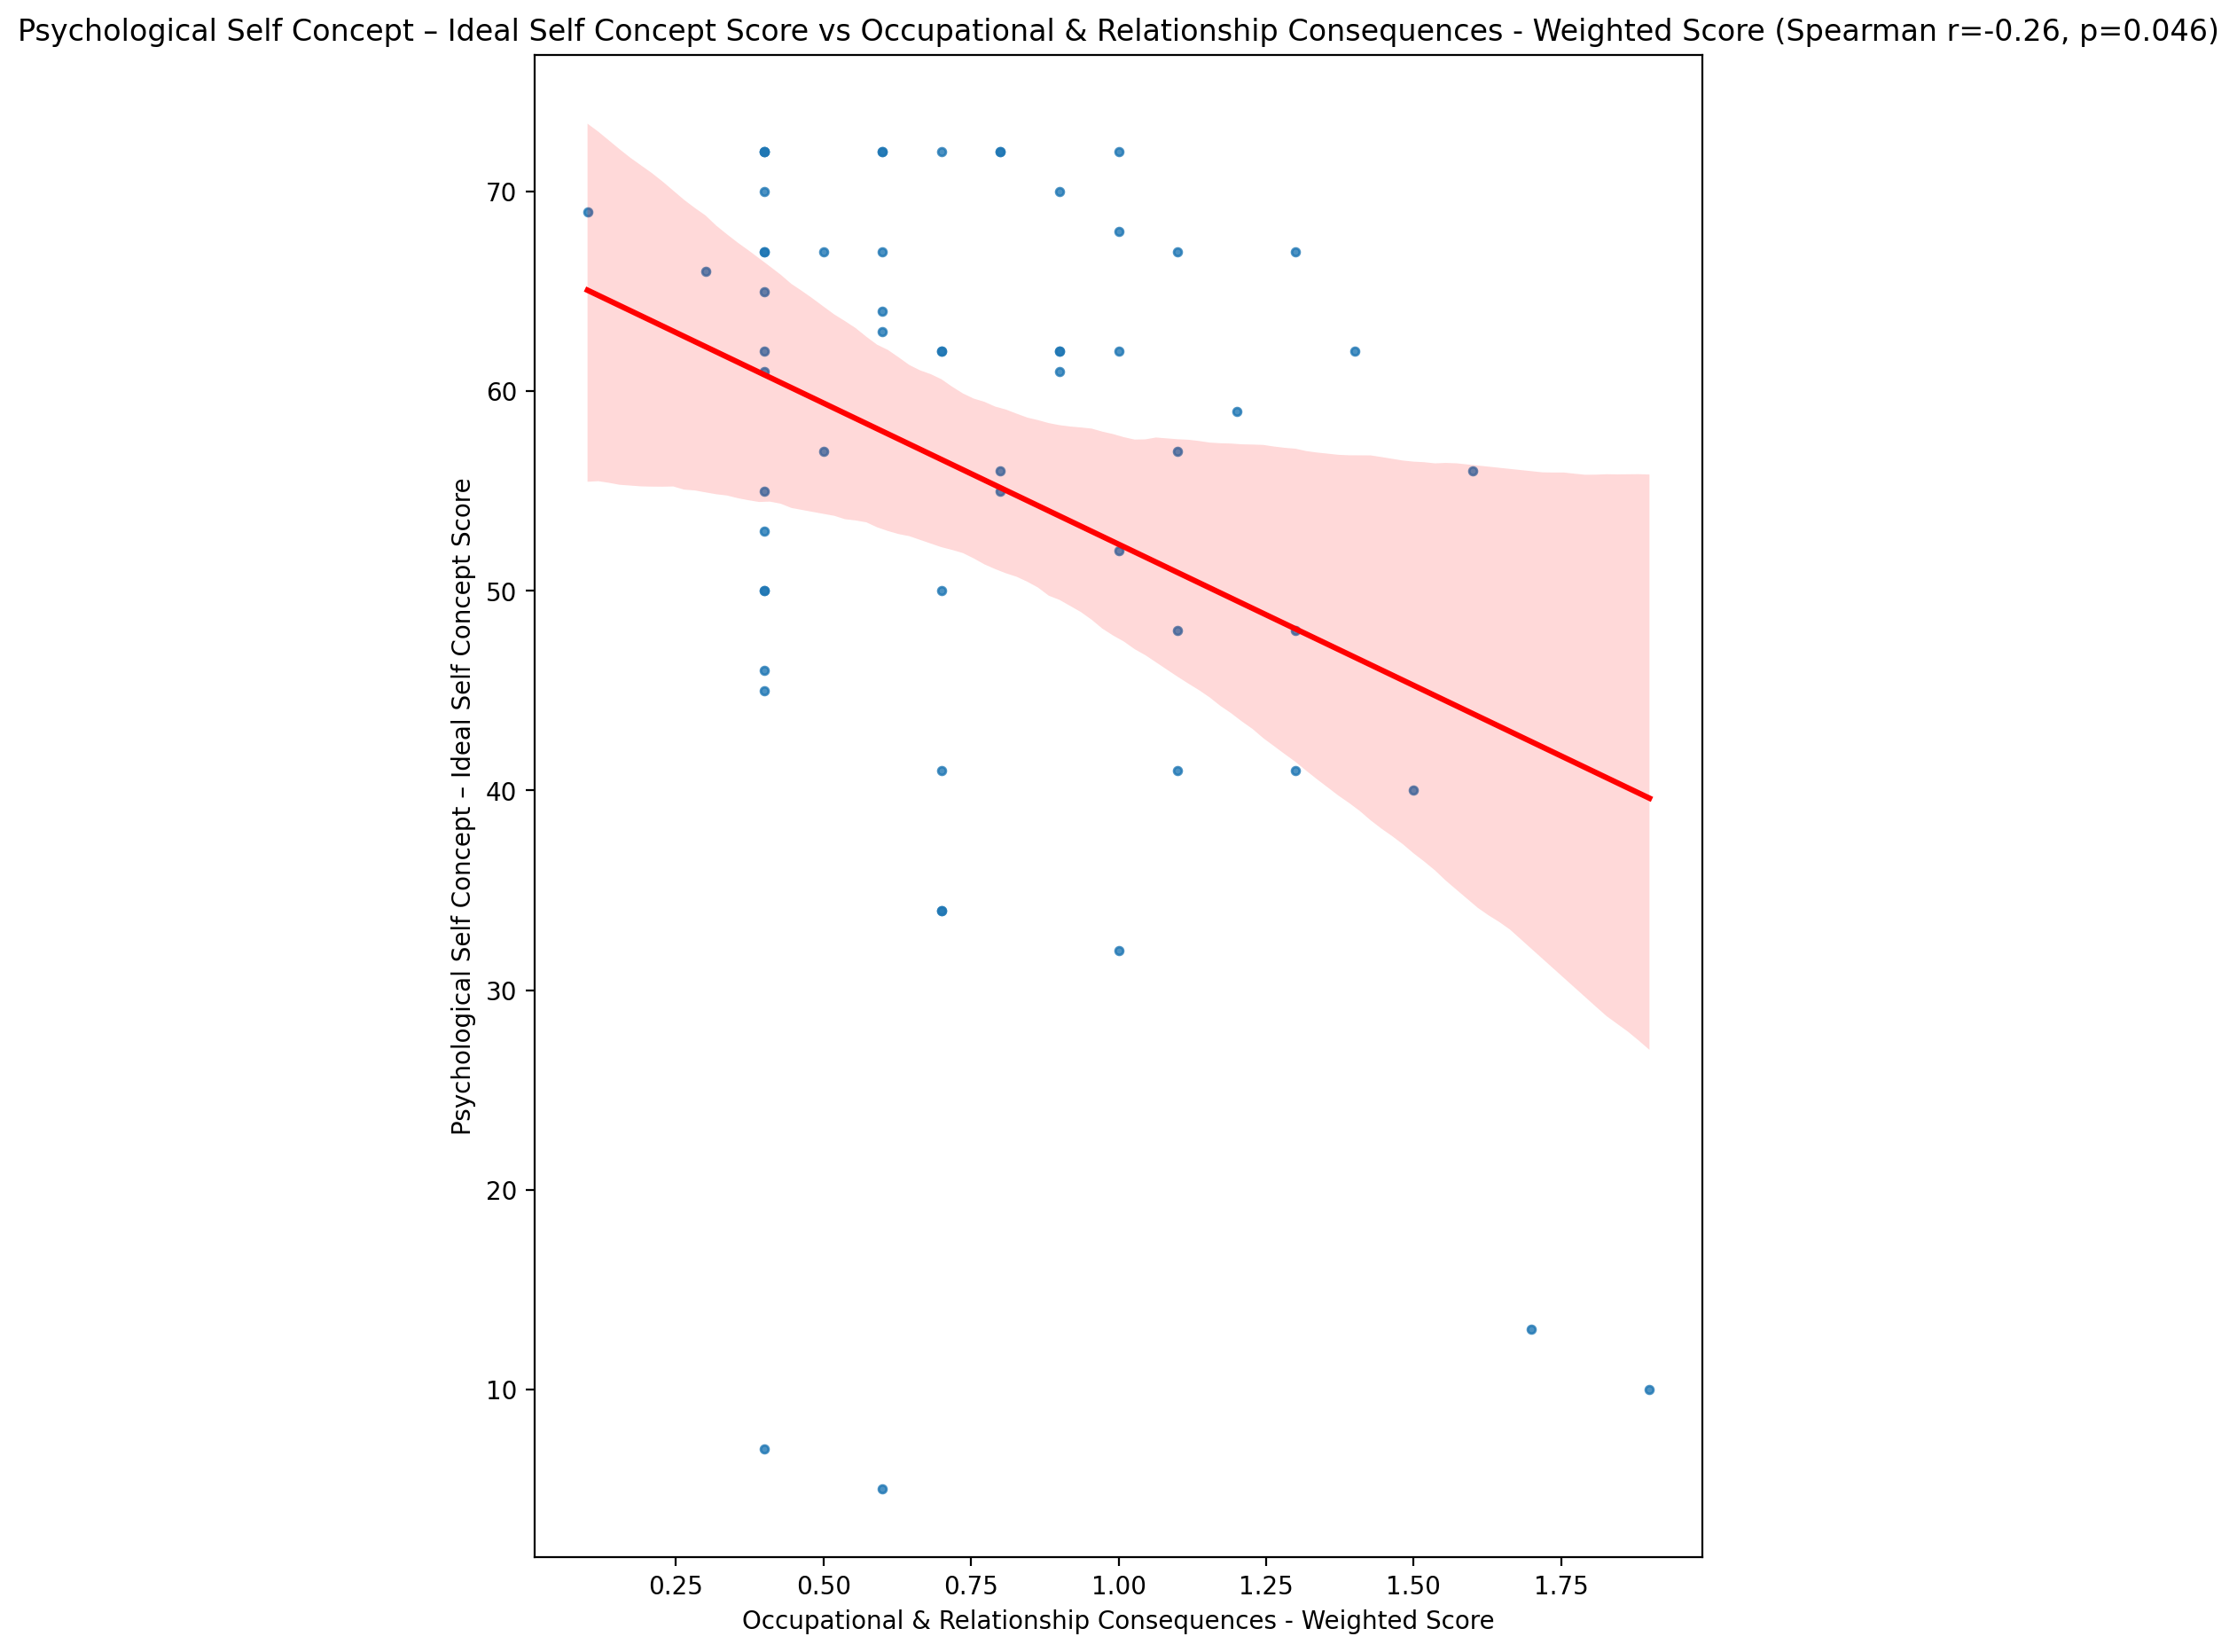 Psychological Self Concept – Ideal Self Concept Score vs Occupational & Relationship Consequences - Weighted Score (Spearman r=-0.26, p=0.046)
Psychological Self Concept – Ideal Self Concept Score
70
60
50
40
30
20
10
0.25 0.50 0.75 1.00 1.25 1.50 1.75
Occupational & Relationship Consequences - Weighted Score